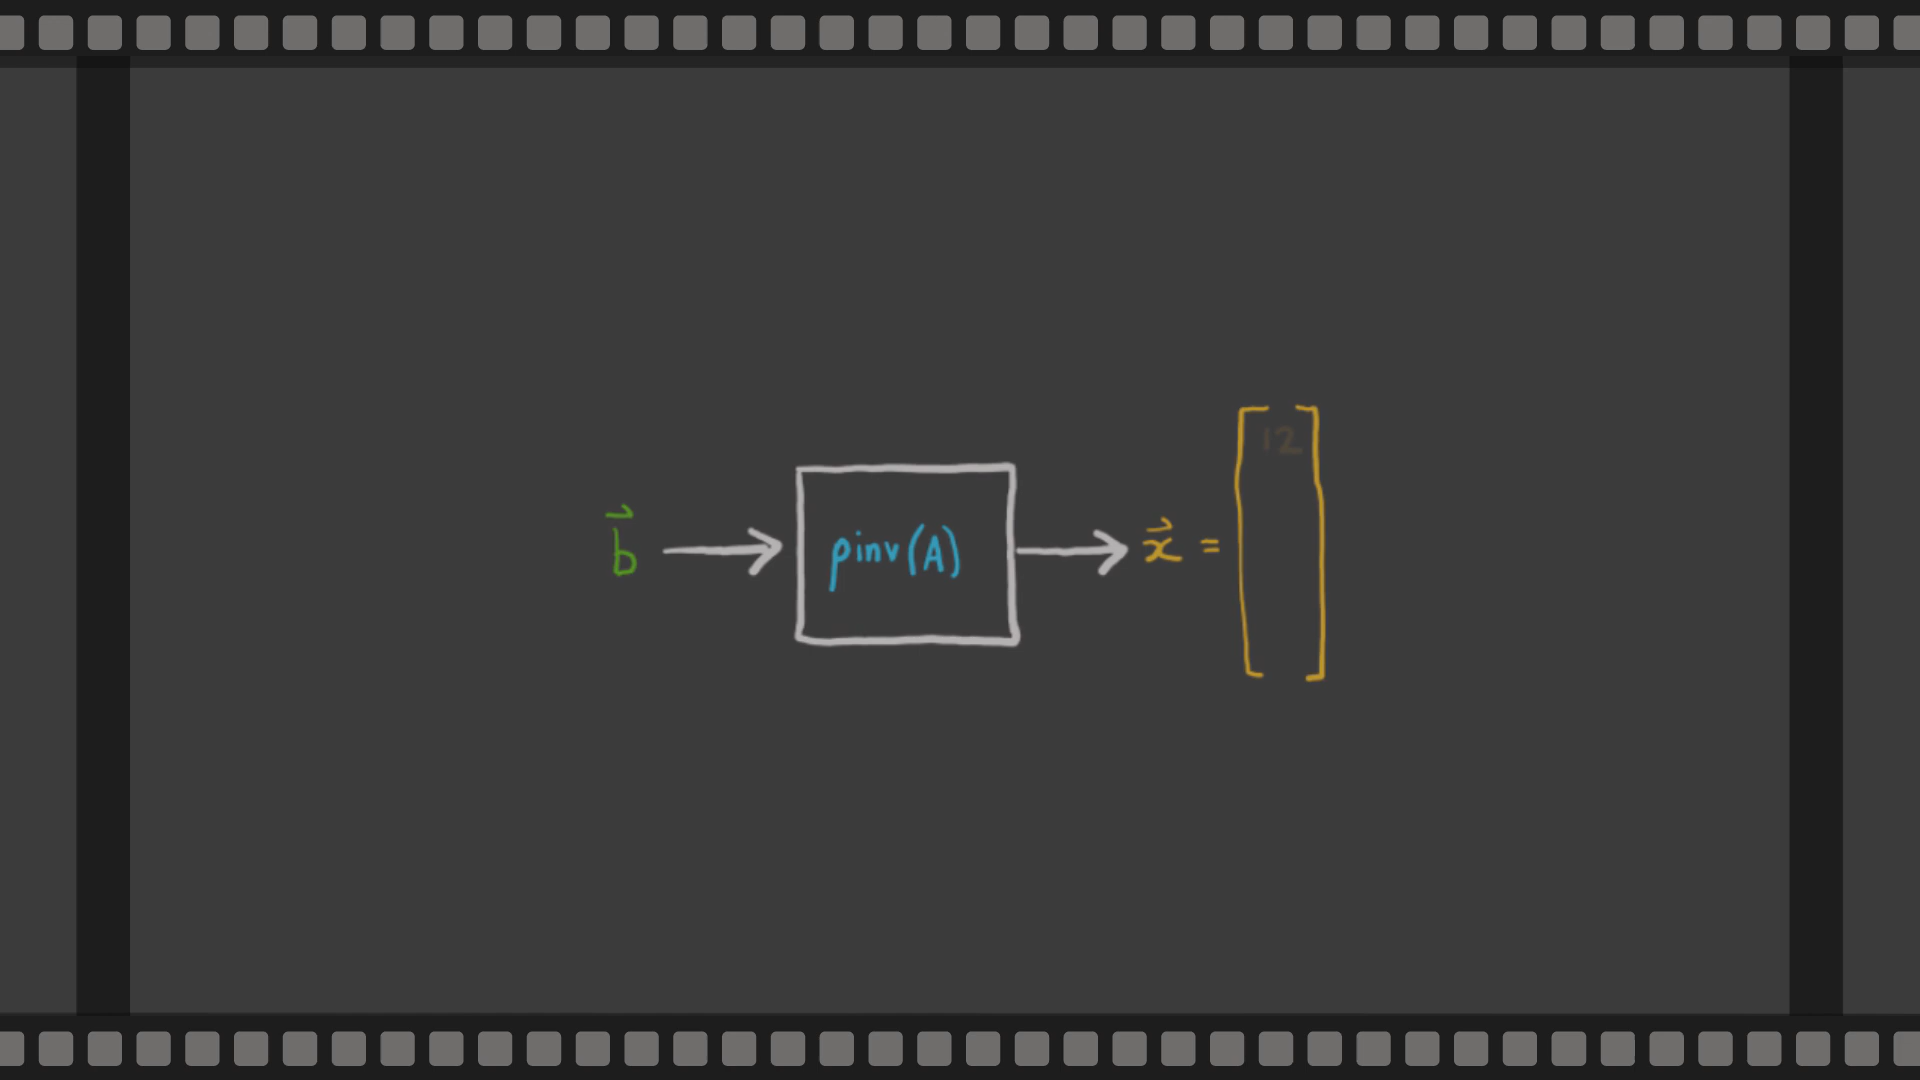 b⃗ → pinv(A) → x⃗ = [12]